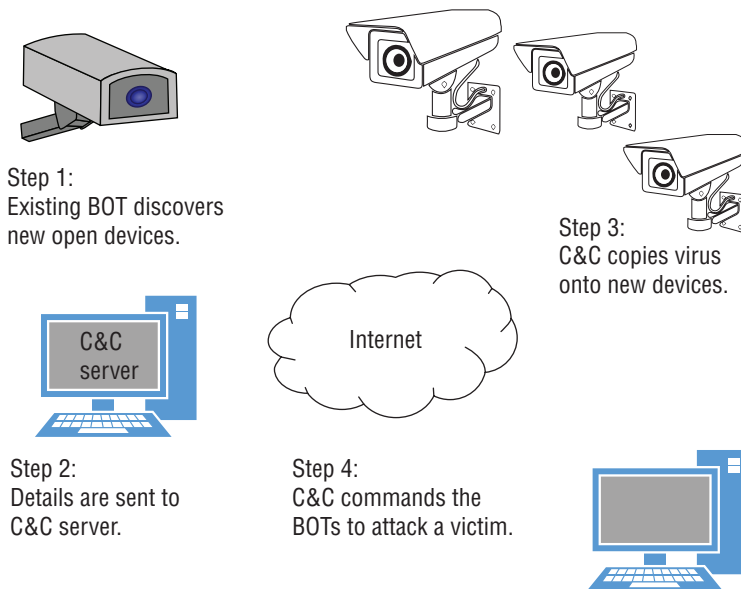 Step 1:
Existing BOT discovers
new open devices.
Step 3:
C&C copies virus
onto new devices.
C&C
server
Internet
Step 2:
Details are sent to
C&C server.
Step 4:
C&C commands the
BOTs to attack a victim.